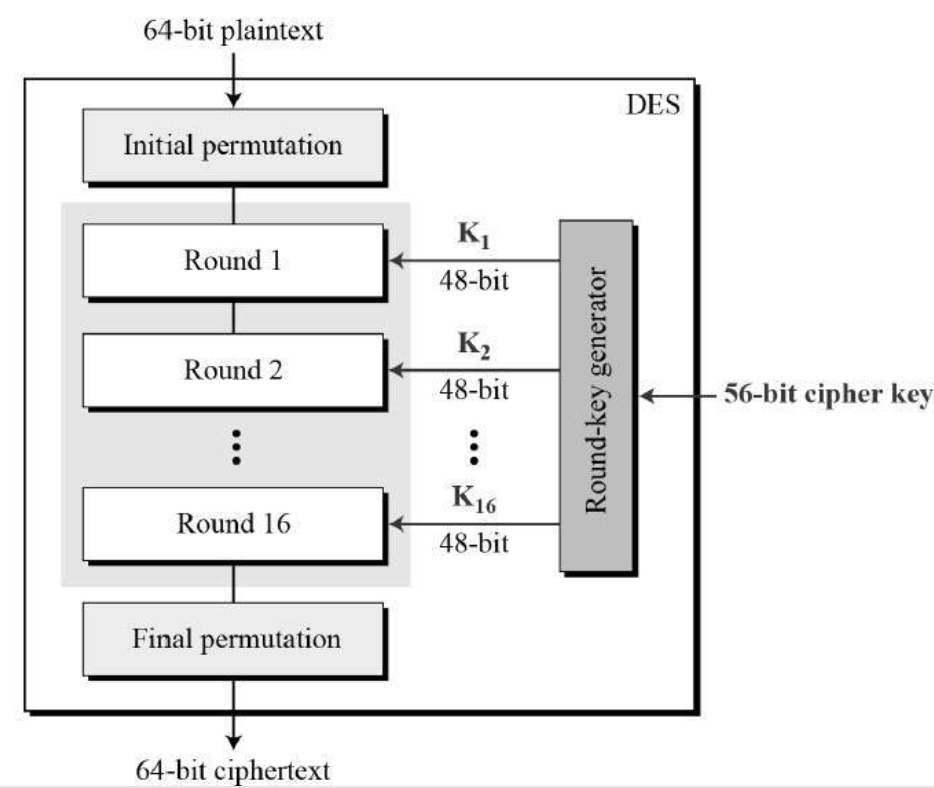 64-bit plaintext
DES
Initial permutation
Round 1
K₁
48-bit
Round 2
K₂
48-bit
Round-key generator
56-bit cipher key
Round 16
K₁₆
48-bit
Final permutation
64-bit ciphertext